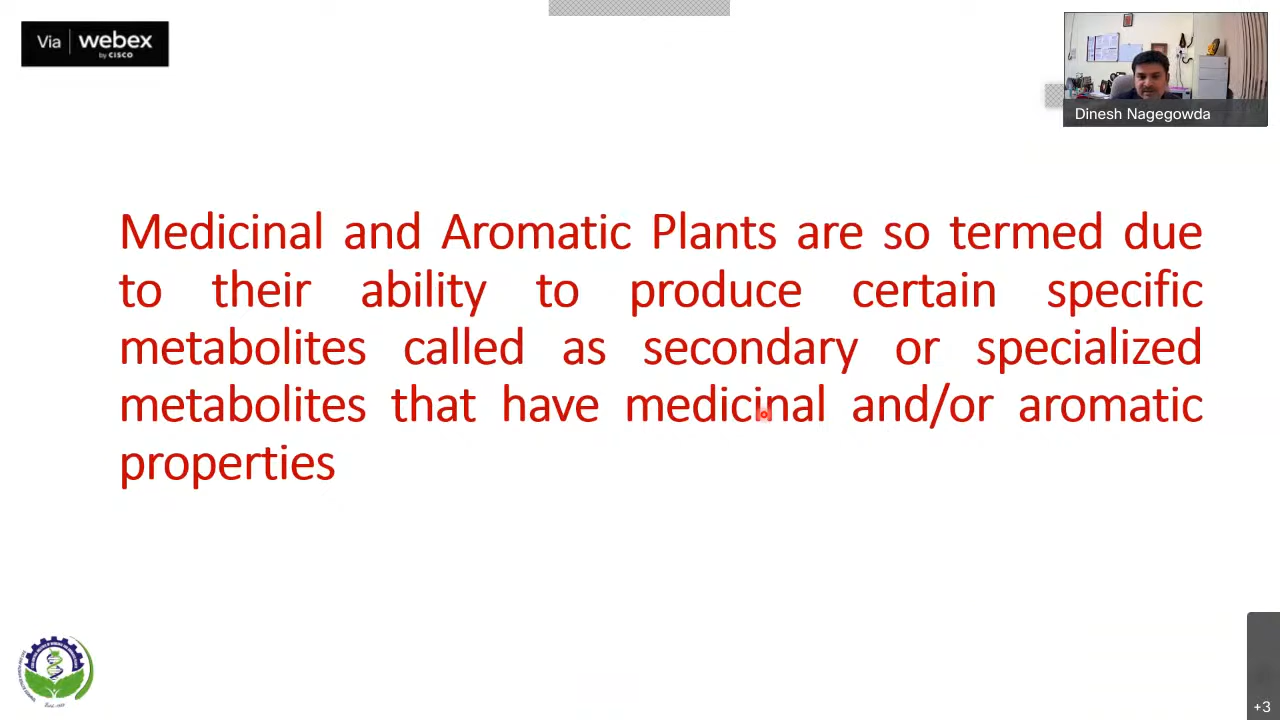 Via webex
by CISCO
Dinesh Nagegowda
Medicinal and Aromatic Plants are so termed due
to their ability to produce certain specific
metabolites called as secondary or specialized
metabolites that have medicinal and/or aromatic
properties
+3